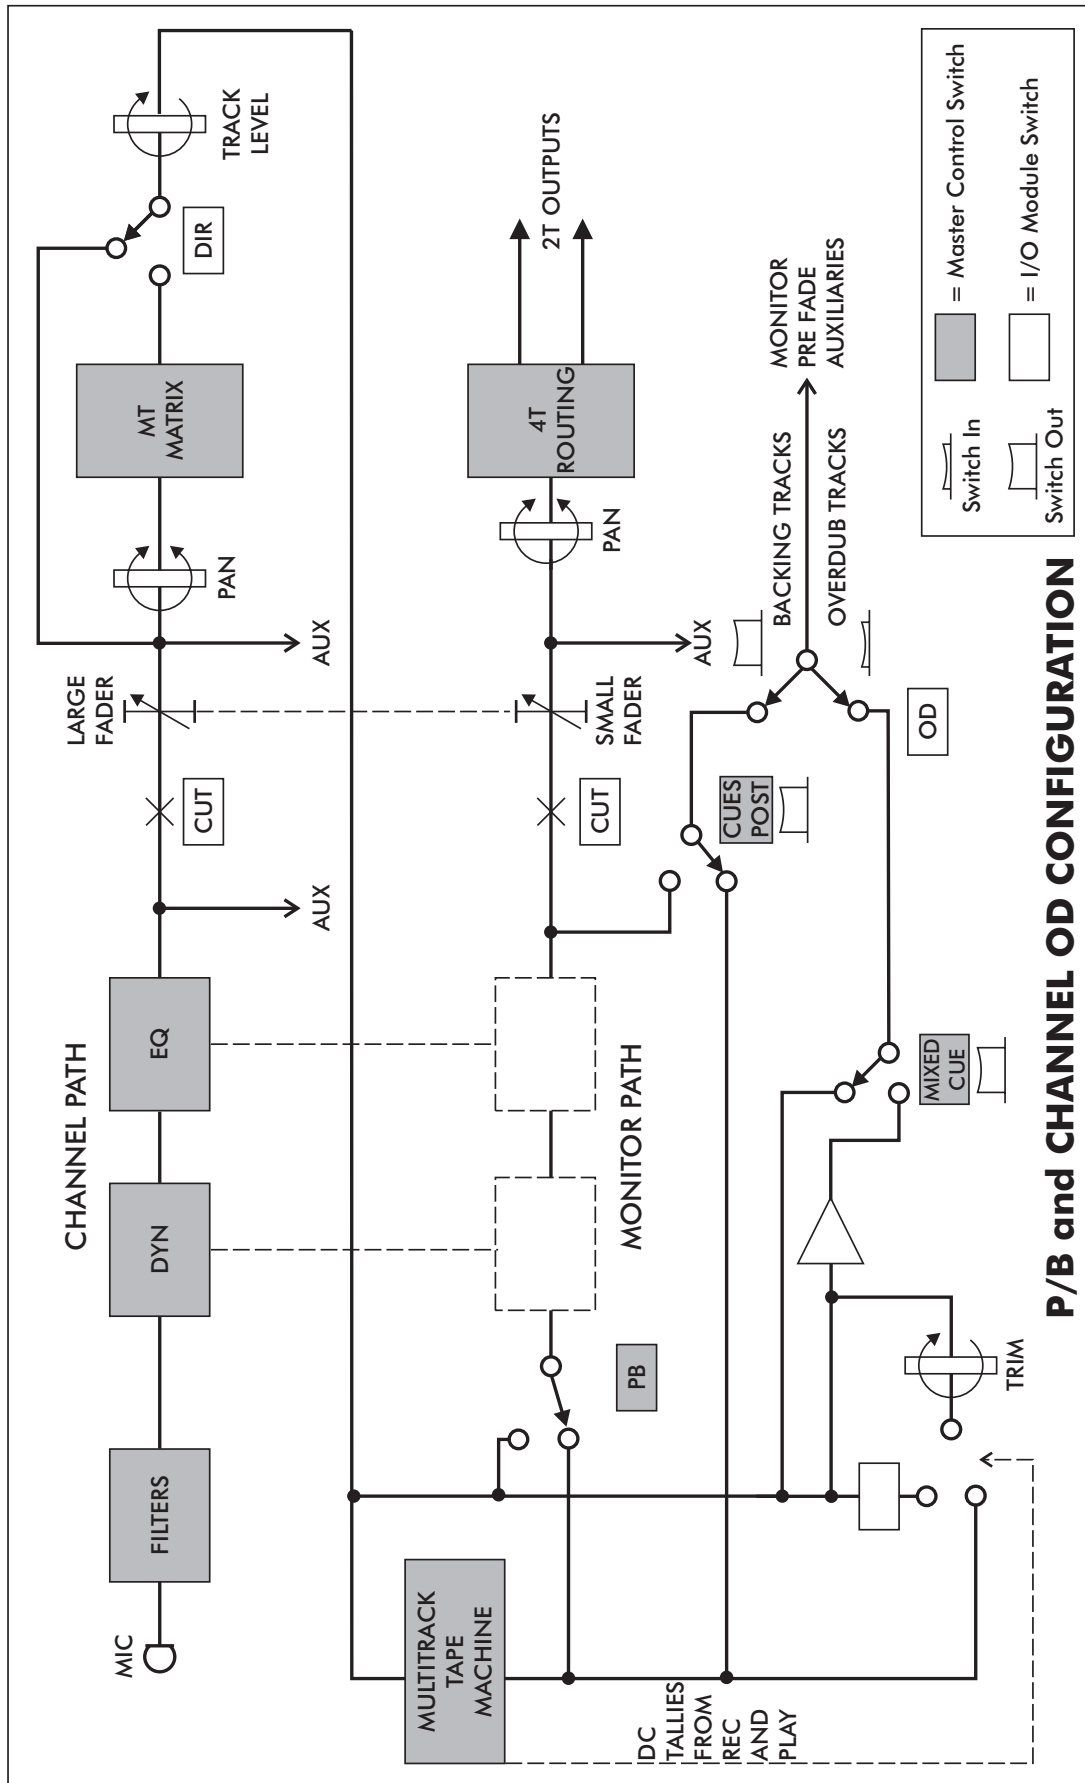 CHANNEL PATH
MIC
FILTERS
DYN
EQ
AUX
CUT
LARGE
FADER
AUX
PAN
MT
MATRIX
DIR
TRACK
LEVEL
MULTITRACK
TAPE
MACHINE
PB
MONITOR PATH
CUT
SMALL
FADER
AUX
PAN
4T
ROUTING
2T OUTPUTS
DC
TALLIES
FROM
REC
AND
PLAY
CUES
POST
BACKING TRACKS
OVERDUB TRACKS
MONITOR
PRE FADE
AUXILIARIES
OD
MIXED
CUE
TRIM
Switch In
= Master Control Switch
Switch Out
= I/O Module Switch
P/B and CHANNEL OD CONFIGURATION